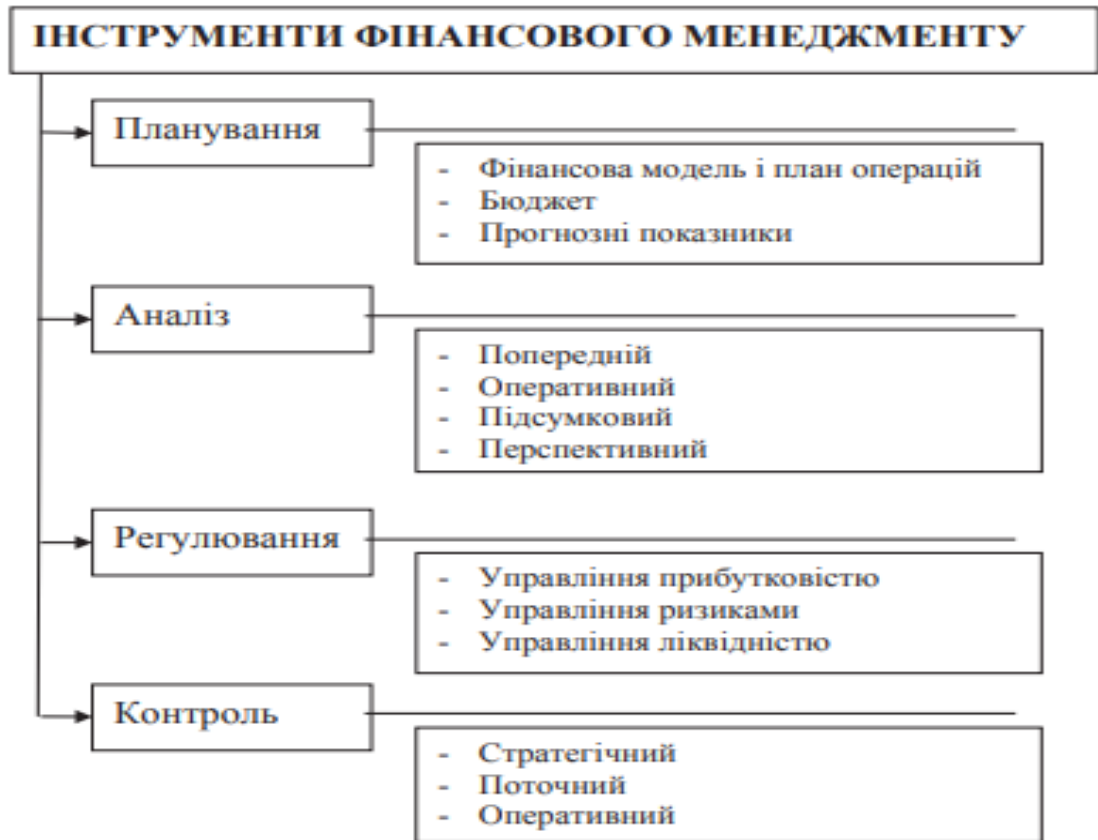 ІНСТРУМЕНТИ ФІНАНСОВОГО МЕНЕДЖМЕНТУ
Планування
- Фінансова модель і план операцій
- Бюджет
- Прогнозні показники
Аналіз
- Попередній
- Оперативний
- Підсумковий
- Перспективний
Регулювання
- Управління прибутковістю
- Управління ризиками
- Управління ліквідністю
Контроль
- Стратегічний
- Поточний
- Оперативний